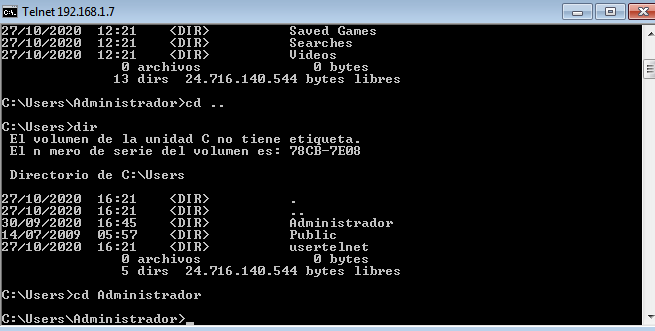 Telnet 192.168.1.7
27/10/2020  12:21    <DIR>          Saved Games
27/10/2020  12:21    <DIR>          Searches
27/10/2020  12:21    <DIR>          Videos
               0 archivos              0 bytes
              13 dirs  24.716.140.544 bytes libres
C:\Users\Administrador>cd ..
C:\Users>dir
 El volumen de la unidad C no tiene etiqueta.
 El n mero de serie del volumen es: 78CB-7E08
 Directorio de C:\Users
27/10/2020  16:21    <DIR>          .
27/10/2020  16:21    <DIR>          ..
30/09/2020  16:45    <DIR>          Administrador
14/07/2009  05:57    <DIR>          Public
27/10/2020  16:21    <DIR>          usertelnet
               0 archivos              0 bytes
               5 dirs  24.716.140.544 bytes libres
C:\Users>cd Administrador
C:\Users\Administrador>_